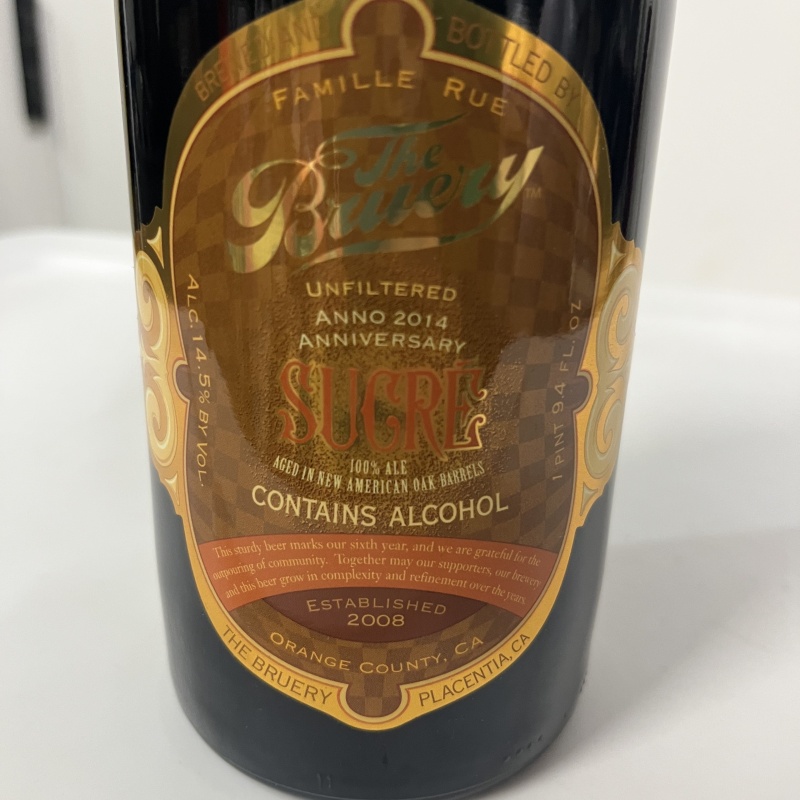 BREWED AND BOTTLED BY
FAMILLE RUE
The
Bruery™
UNFILTERED
ANNO 2014
ANNIVERSARY
SUCRÉ
100% ALE
AGED IN NEW AMERICAN OAK BARRELS
CONTAINS ALCOHOL
ALC. 14.5% BY VOL.
1 PINT 9.4 FL. OZ
This sturdy beer marks our sixth year, and we are grateful for the
outpouring of community. Together may our supporters, our brewery
and this beer grow in complexity and refinement over the years.
ESTABLISHED
2008
ORANGE COUNTY, CA
THE BRUERY
PLACENTIA, CA